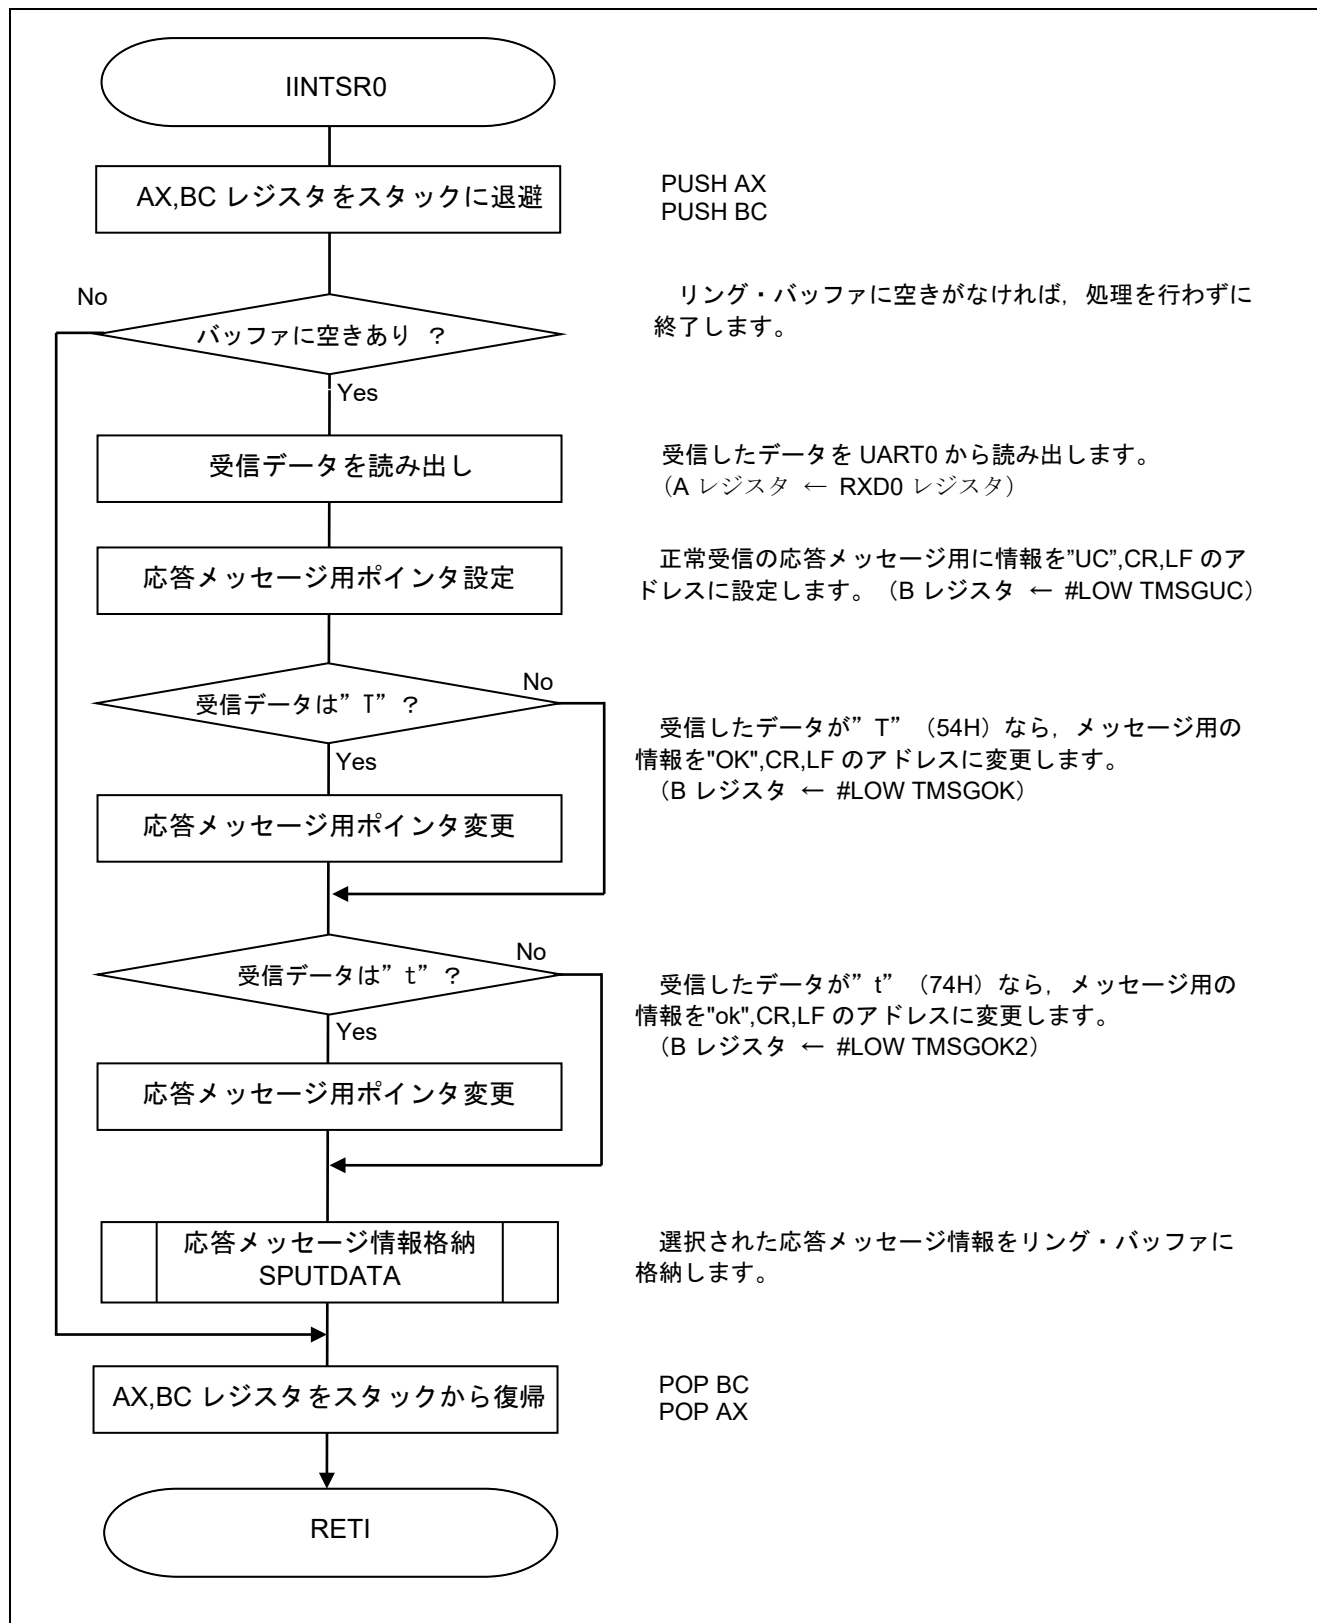 IINTSR0
AX,BC レジスタをスタックに退避
PUSH AX
PUSH BC
No
バッファに空きあり ？
リング・バッファに空きがなければ，処理を行わずに
終了します。
Yes
受信データを読み出し
受信したデータを UART0 から読み出します。
（A レジスタ ← RXD0 レジスタ）
応答メッセージ用ポインタ設定
正常受信の応答メッセージ用に情報を”UC”,CR,LF のア
ドレスに設定します。（B レジスタ ← #LOW TMSGUC）
受信データは”T”？
No
Yes
受信したデータが”T”（54H）なら，メッセージ用の
情報を"OK",CR,LF のアドレスに変更します。
（B レジスタ ← #LOW TMSGOK）
応答メッセージ用ポインタ変更
受信データは”t”？
No
Yes
受信したデータが”t”（74H）なら，メッセージ用の
情報を"ok",CR,LF のアドレスに変更します。
（B レジスタ ← #LOW TMSGOK2）
応答メッセージ用ポインタ変更
応答メッセージ情報格納
SPUTDATA
選択された応答メッセージ情報をリング・バッファに
格納します。
AX,BC レジスタをスタックから復帰
POP BC
POP AX
RETI